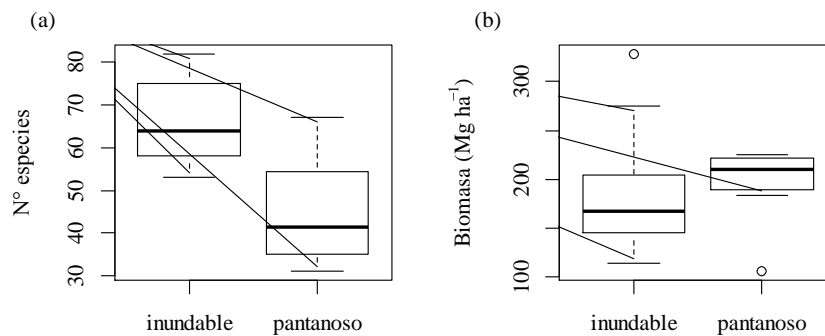 (a)
N° especies
30 40 50 60 70 80
inundable pantanoso
(b)
Biomasa (Mg ha⁻¹)
100 200 300
inundable pantanoso